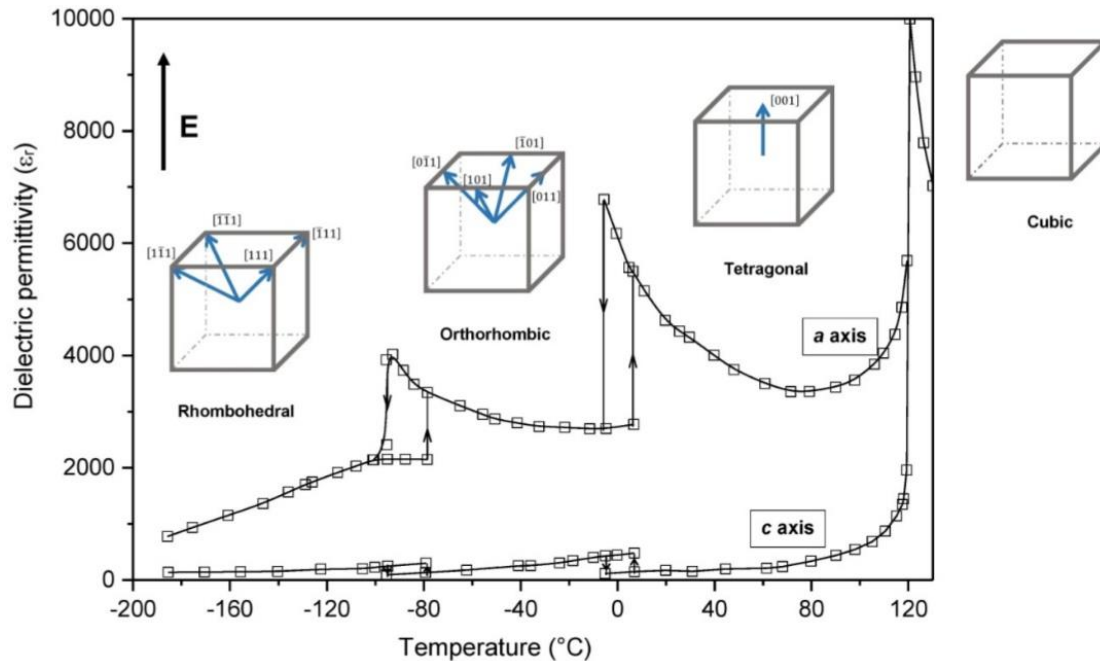 10000
8000
6000
4000
2000
0
Dielectric permittivity (εᵣ)
-200
-160
-120
-80
-40
0
40
80
120
Temperature (°C)
E
[11̅1]
[1̅1̅1]
[111]
[1̅11]
Rhombohedral
[01̅1]
[101]
[1̅01]
[011]
Orthorhombic
[001]
Tetragonal
Cubic
a axis
c axis